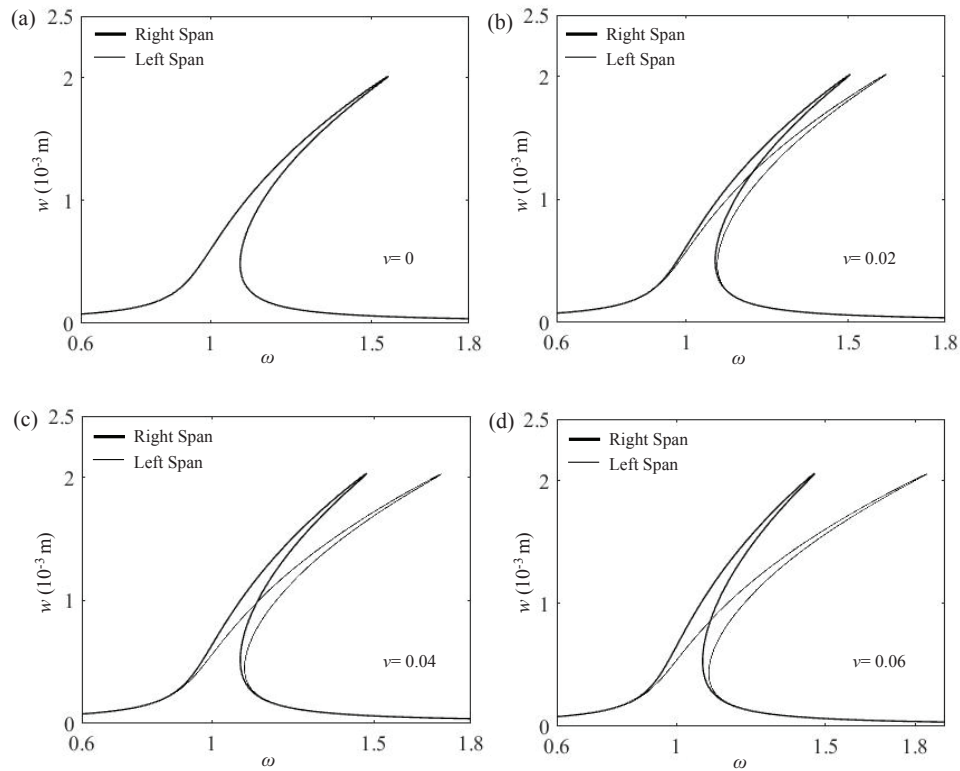 (a)
2.5
Right Span
Left Span
2
w (10⁻³ m)
1
v= 0
0
0.6
1
1.5
1.8
ω
(b)
2.5
Right Span
Left Span
2
w (10⁻³ m)
1
v= 0.02
0
0.6
1
1.5
1.8
ω
(c)
2.5
Right Span
Left Span
2
w (10⁻³ m)
1
v= 0.04
0
0.6
1
1.5
1.8
ω
(d)
2.5
Right Span
Left Span
2
w (10⁻³ m)
1
v= 0.06
0
0.6
1
1.5
1.8
ω